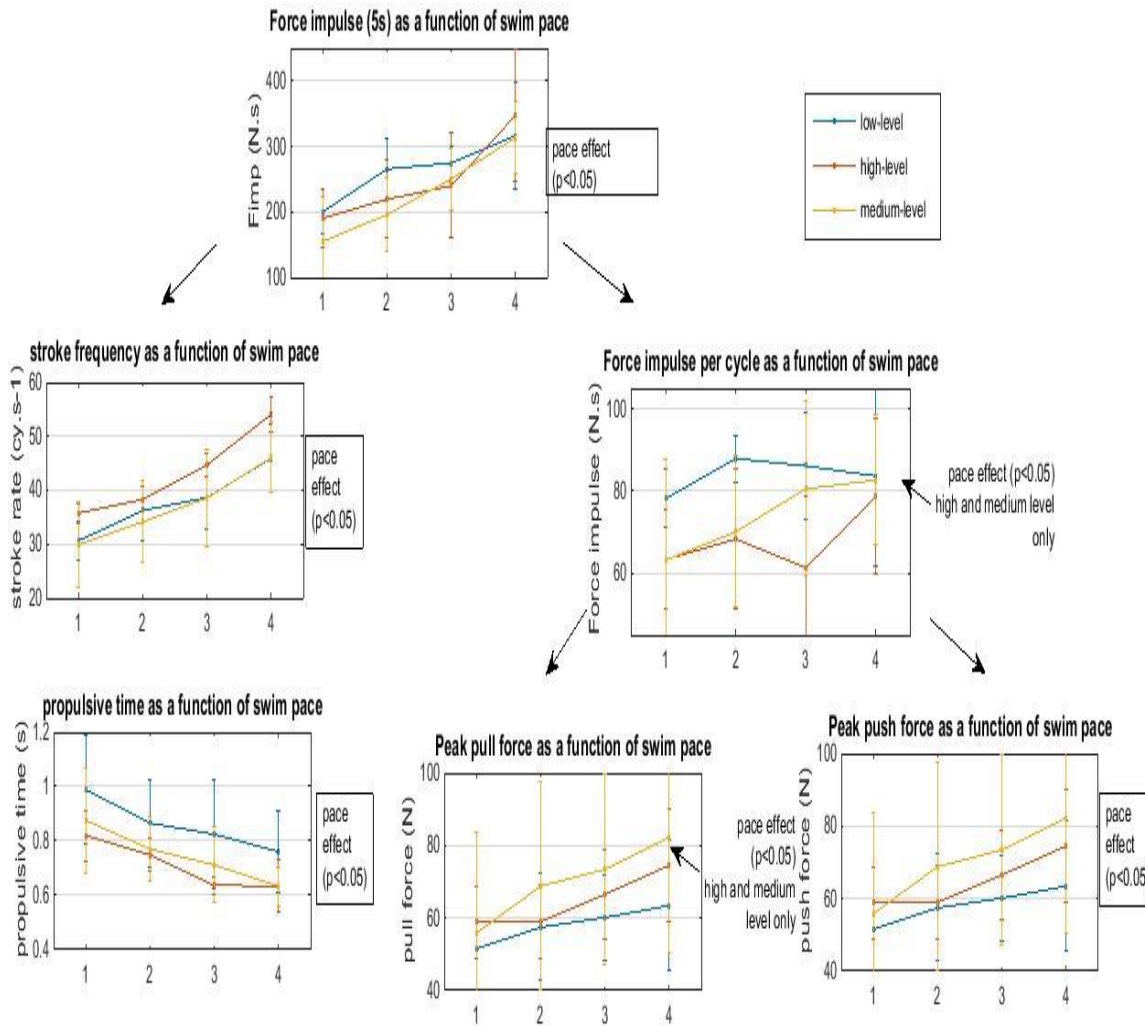 Force impulse (5s) as a function of swim pace
Fimp (N.s)
400
300
200
100
1 2 3 4
pace effect
(p<0.05)
low-level
high-level
medium-level
stroke frequency as a function of swim pace
stroke rate (cy.s-1)
60
50
40
30
20
1 2 3 4
pace
effect
(p<0.05)
Force impulse per cycle as a function of swim pace
Force impulse (N.s)
100
80
60
1 2 3 4
pace effect (p<0.05)
high and medium level
only
propulsive time as a function of swim pace
propulsive time (s)
1.2
1
0.8
0.6
0.4
1 2 3 4
pace
effect
(p<0.05)
Peak pull force as a function of swim pace
pull force (N)
100
80
60
40
1 2 3 4
pace effect
(p<0.05)
high and medium
level only
Peak push force as a function of swim pace
push force (N)
100
80
60
40
1 2 3 4
pace
effect
(p<0.05